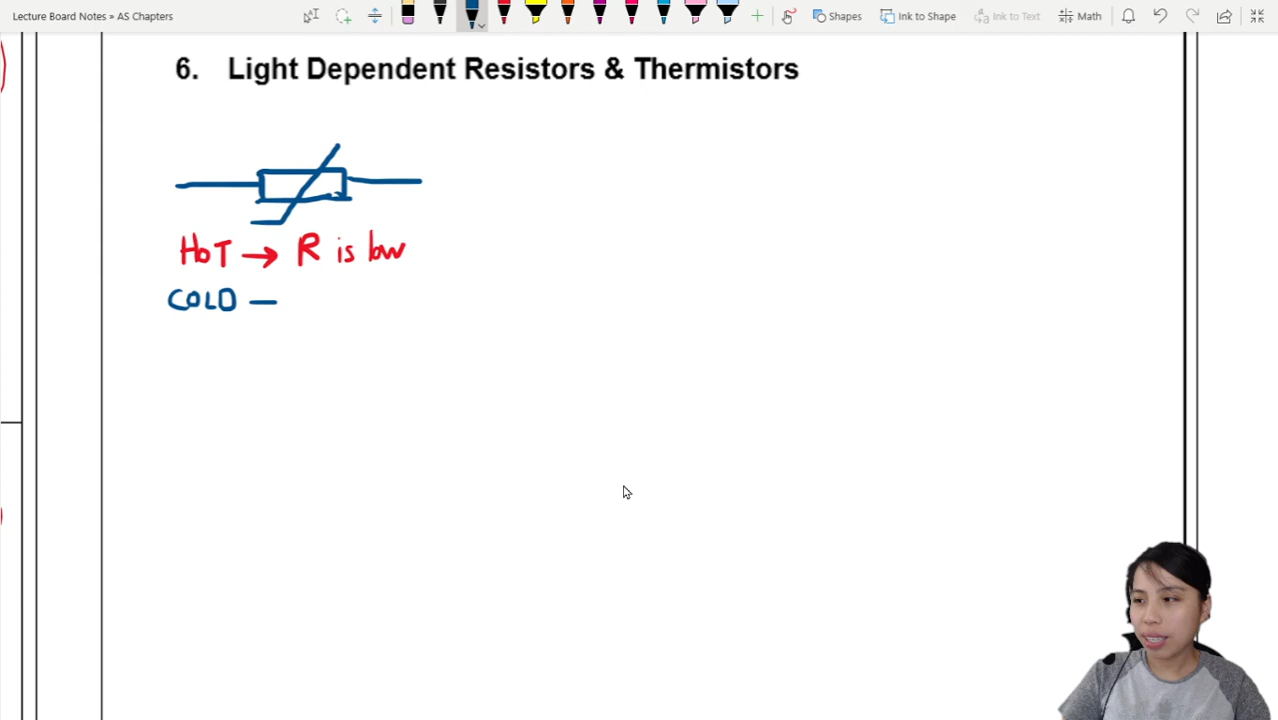 Lecture Board Notes » AS Chapters
Shapes
Ink to Shape
Ink to Text
Math
6. Light Dependent Resistors & Thermistors
HOT → R is low
COLD —